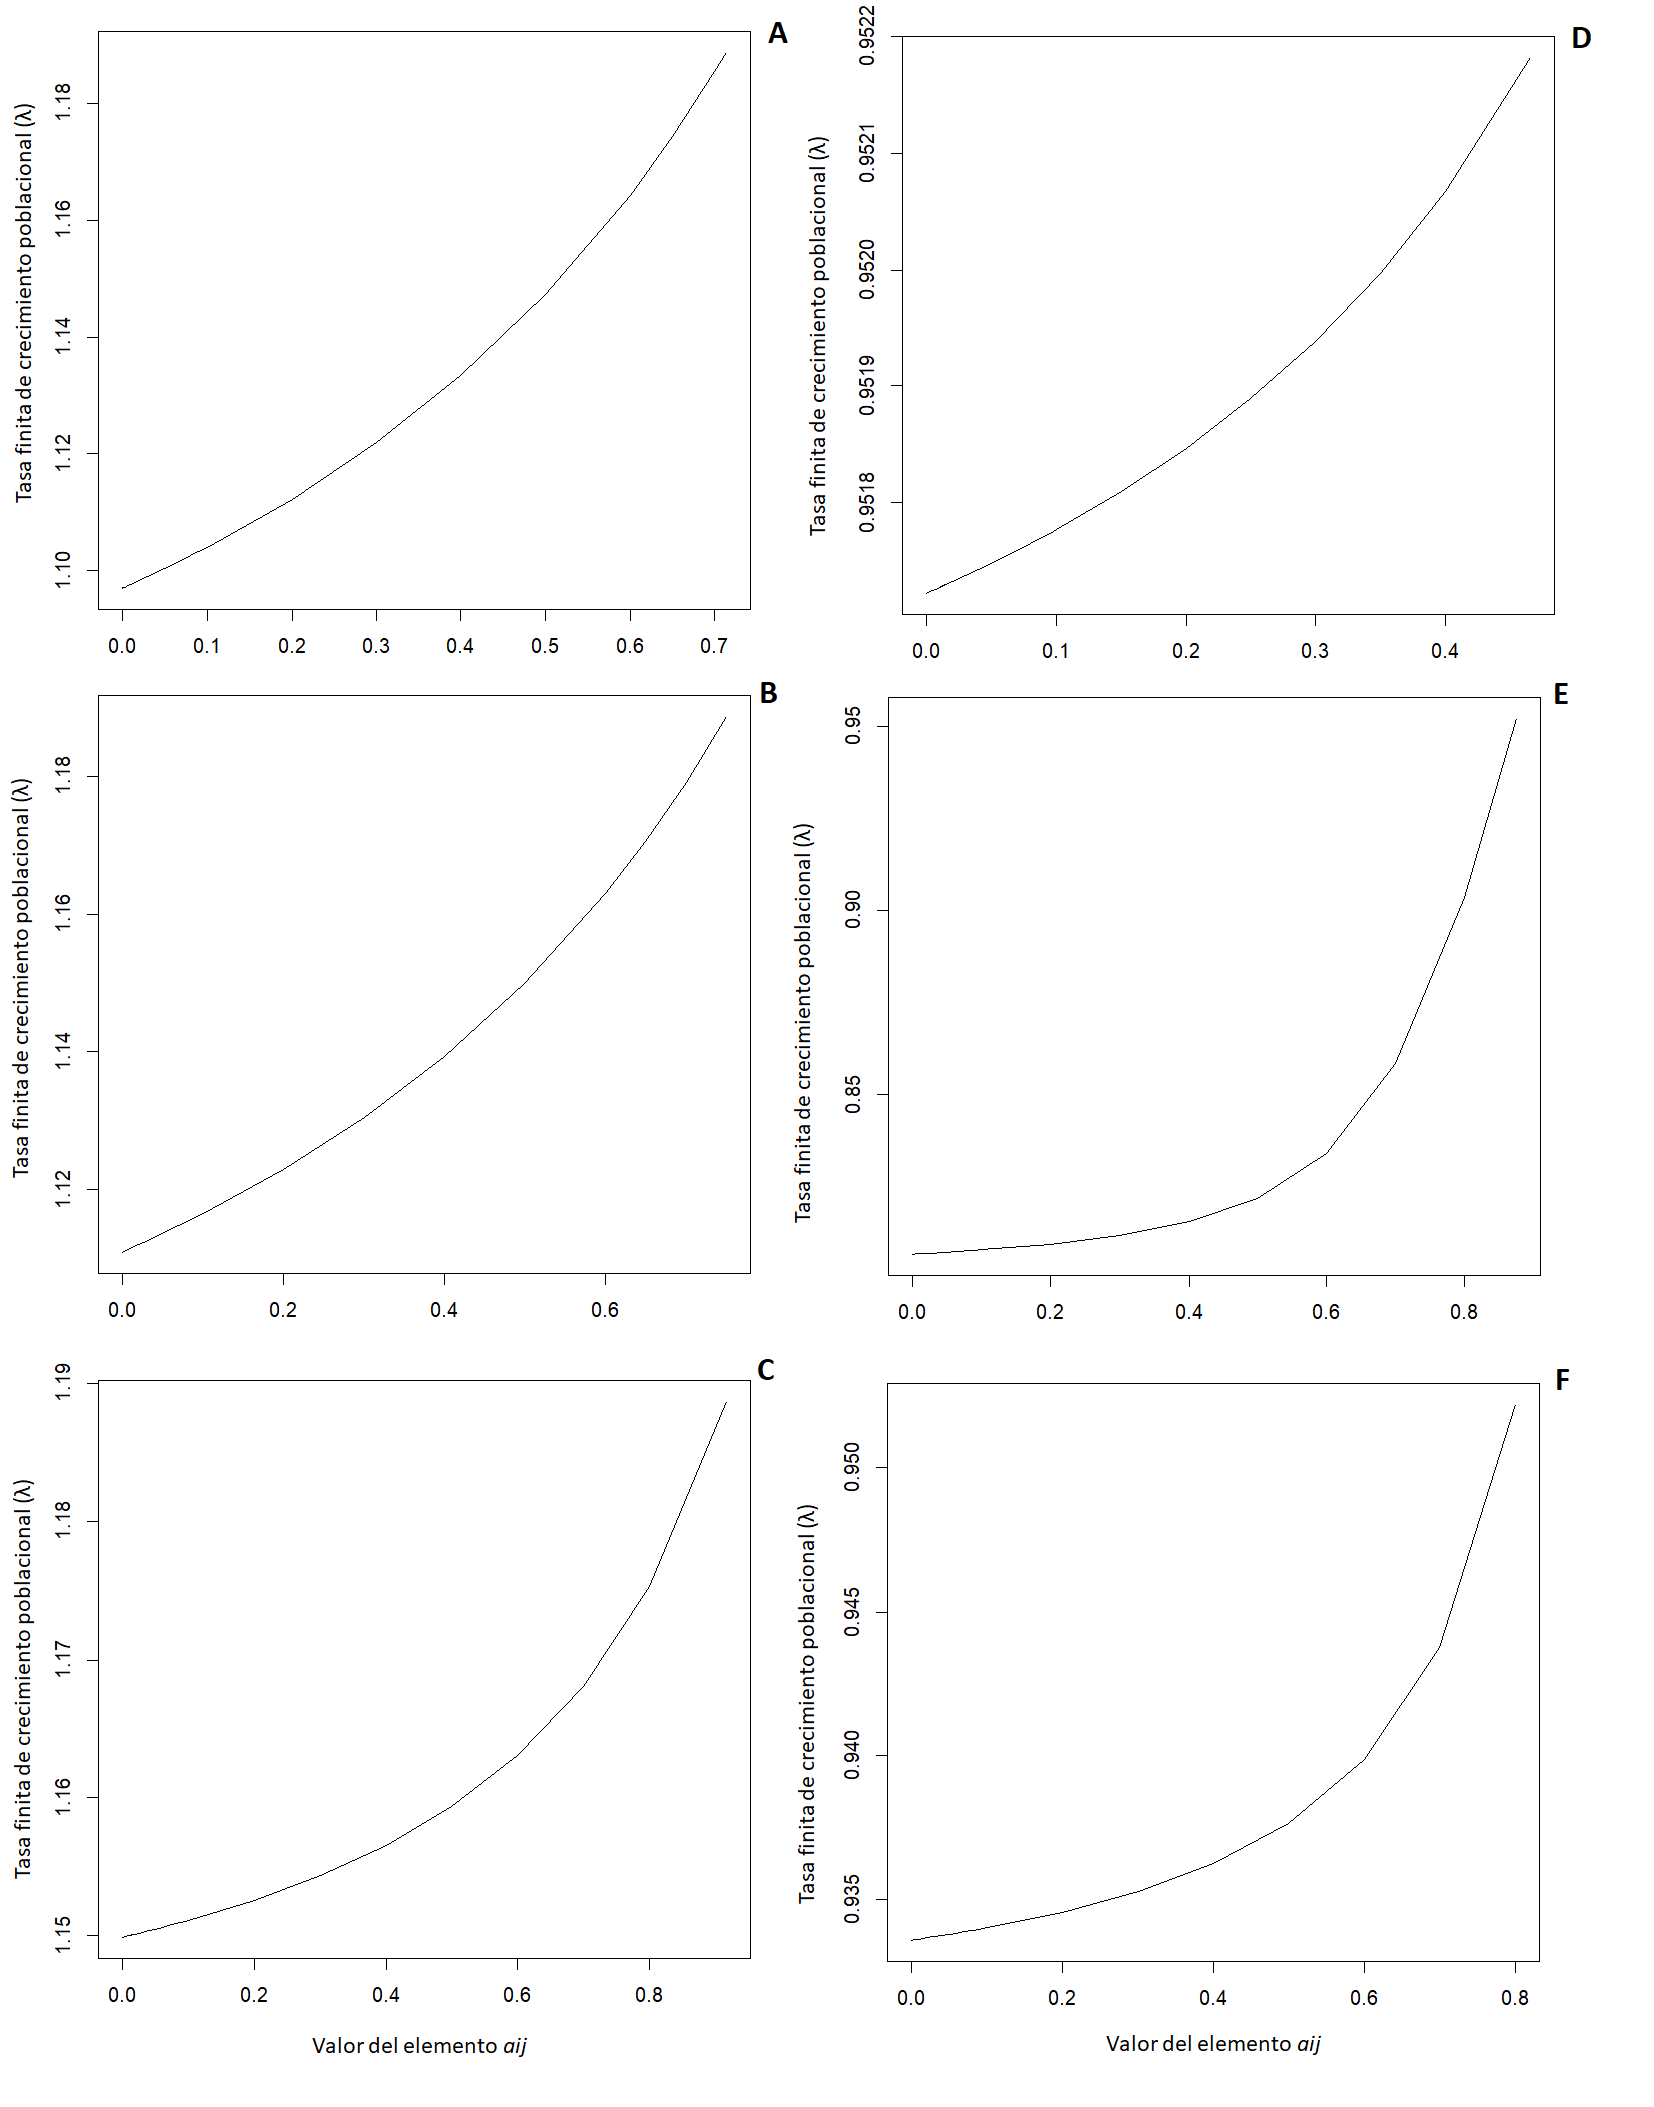 A
Tasa finita de crecimiento poblacional (λ)
1.18
1.16
1.14
1.12
1.10
0.0 0.1 0.2 0.3 0.4 0.5 0.6 0.7
D
Tasa finita de crecimiento poblacional (λ)
0.9522
0.9521
0.9520
0.9519
0.9518
0.0 0.1 0.2 0.3 0.4
B
Tasa finita de crecimiento poblacional (λ)
1.18
1.16
1.14
1.12
0.0 0.2 0.4 0.6
E
Tasa finita de crecimiento poblacional (λ)
0.95
0.90
0.85
0.0 0.2 0.4 0.6 0.8
C
Tasa finita de crecimiento poblacional (λ)
1.19
1.18
1.17
1.16
1.15
0.0 0.2 0.4 0.6 0.8
Valor del elemento aij
F
Tasa finita de crecimiento poblacional (λ)
0.950
0.945
0.940
0.935
0.0 0.2 0.4 0.6 0.8
Valor del elemento aij